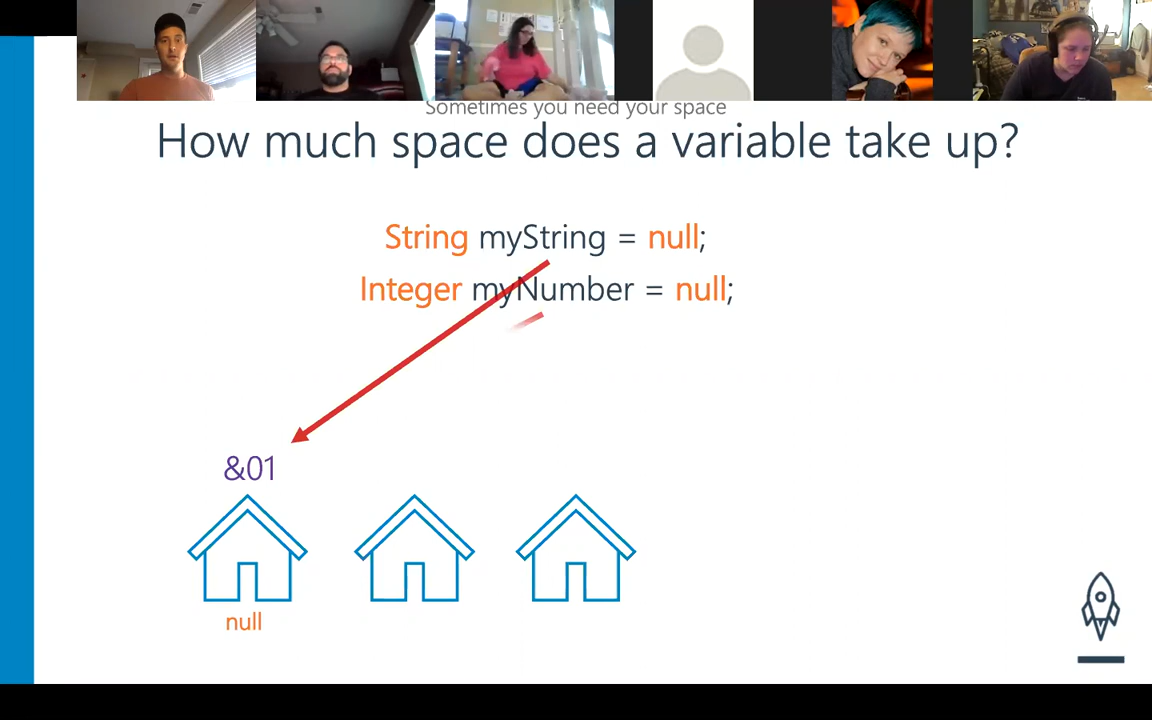 Sometimes you need your space
How much space does a variable take up?
String myString = null;
Integer myNumber = null;
&01
null